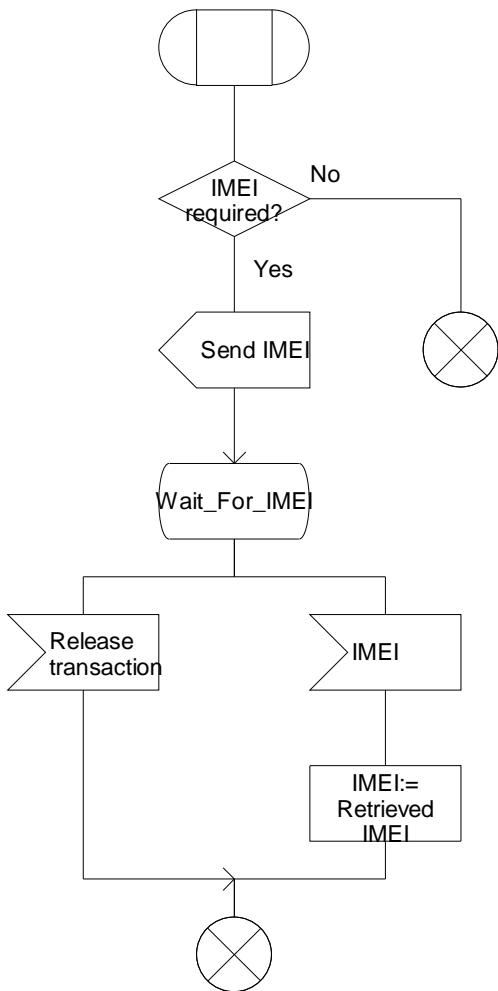 IMEI
required?
No
Yes
Send IMEI
Wait_For_IMEI
Release
transaction
IMEI
IMEI:=
Retrieved
IMEI